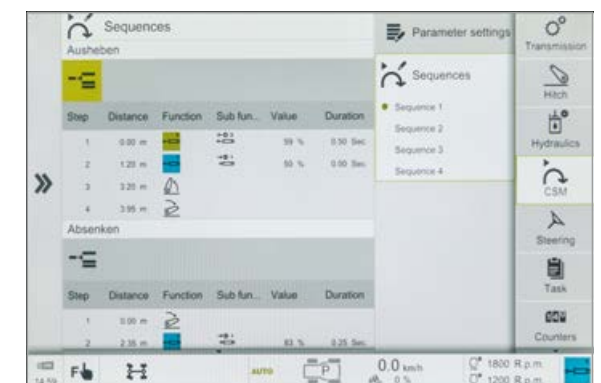 Sequences
Ausheben
Step Distance Function Sub fun... Value Duration
1 0.00 m 59 % 0.50 Sec.
2 1.20 m 50 % 0.00 Sec.
3 3.20 m
4 3.95 m
Absenken
Step Distance Function Sub fun... Value Duration
1 0.00 m
2 2.35 m 83 % 0.25 Sec.
Parameter settings
Sequences
Sequence 1
Sequence 2
Sequence 3
Sequence 4
Transmission
Hitch
Hydraulics
CSM
Steering
Task
Counters
14:59
F
AUTO
P
0.0 km/h
0 %
1800 R.p.m.
1200 R.p.m.